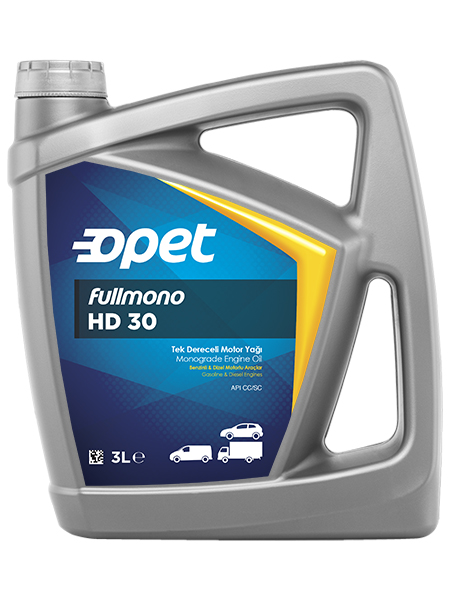 opet
fullmono
HD 30
Tek Dereceli Motor Yağı
Monograde Engine Oil
Benzinli & Dizel Motorlu Araçlar
Gasoline & Diesel Engines
API CC/SC
3L℮